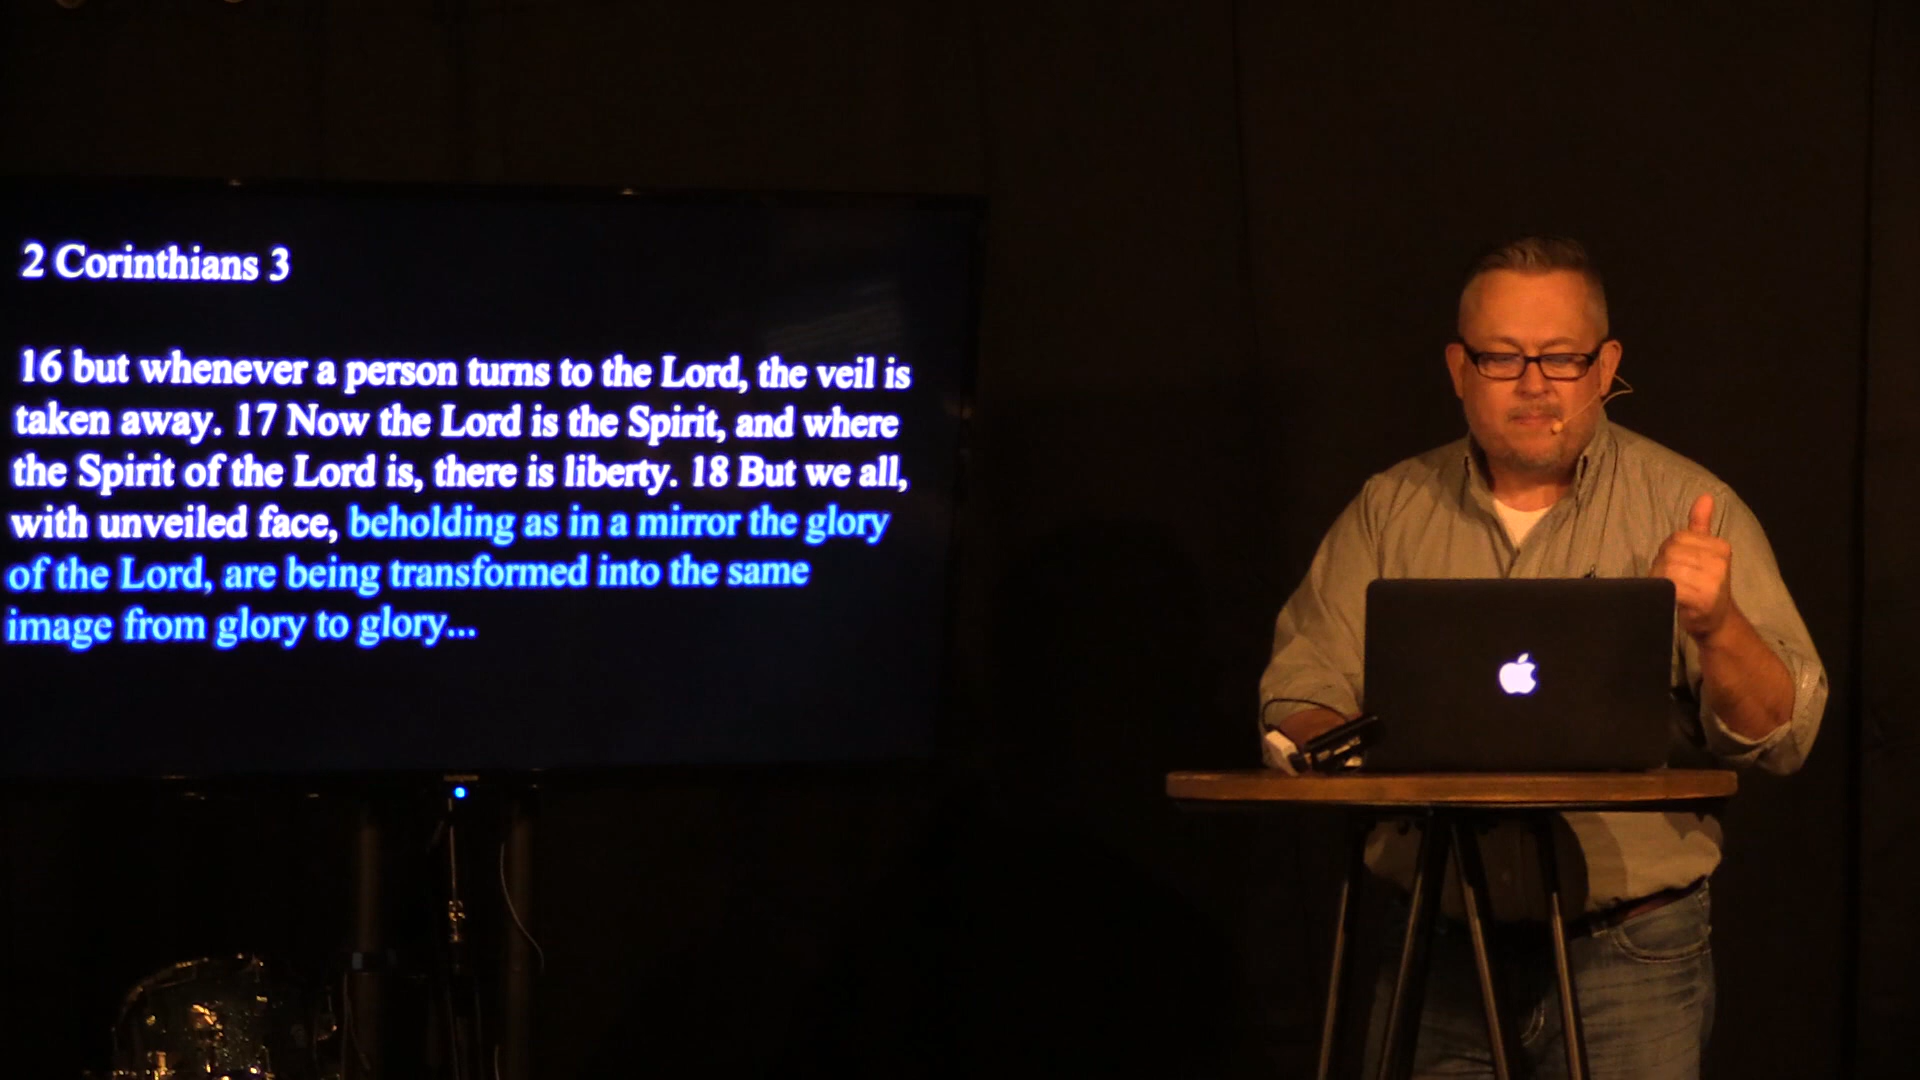 2 Corinthians 3
16 but whenever a person turns to the Lord, the veil is
taken away. 17 Now the Lord is the Spirit, and where
the Spirit of the Lord is, there is liberty. 18 But we all,
with unveiled face, beholding as in a mirror the glory
of the Lord, are being transformed into the same
image from glory to glory...